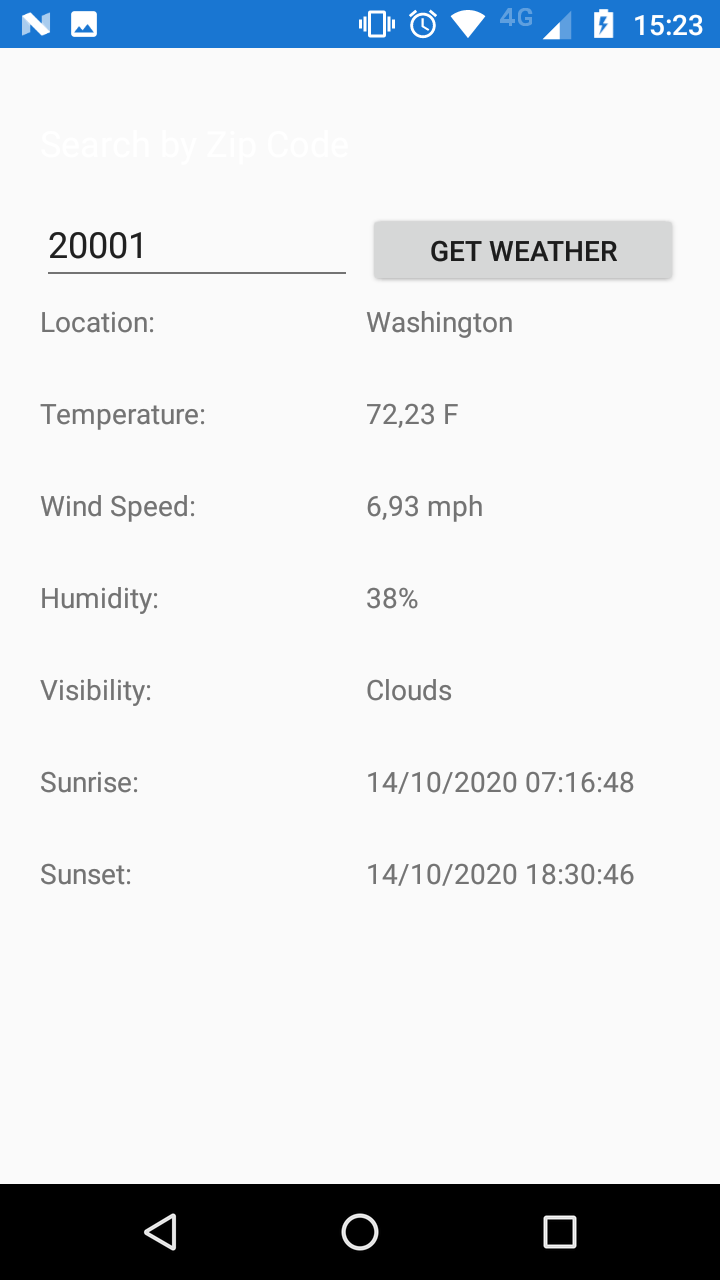 4G 15:23
Search by Zip Code
20001 GET WEATHER
Location: Washington
Temperature: 72,23 F
Wind Speed: 6,93 mph
Humidity: 38%
Visibility: Clouds
Sunrise: 14/10/2020 07:16:48
Sunset: 14/10/2020 18:30:46